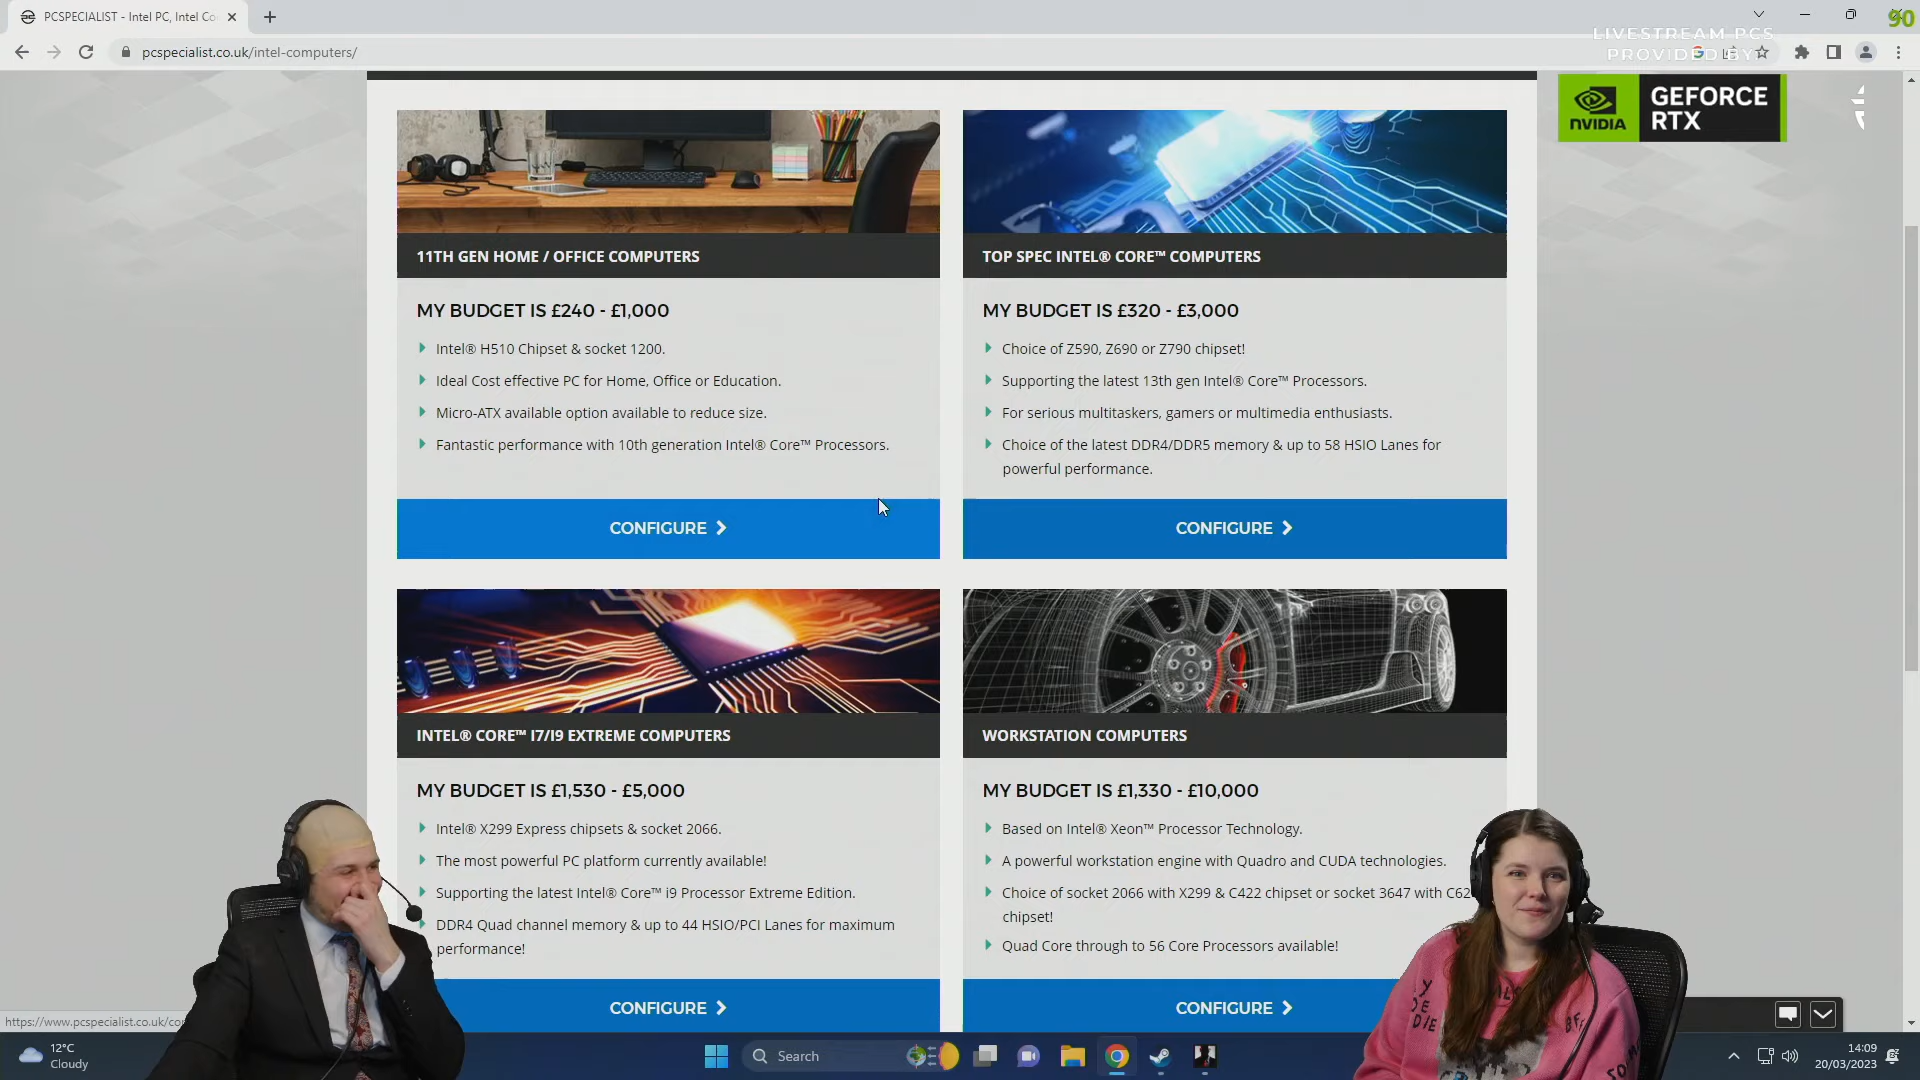 PCSPECIALIST - Intel PC, Intel Co
90
pcspecialist.co.uk/intel-computers/
LIVESTREAM PCS
PROVIDED BY
NVIDIA
GEFORCE
RTX
11TH GEN HOME / OFFICE COMPUTERS
MY BUDGET IS £240 - £1,000
Intel® H510 Chipset & socket 1200.
Ideal Cost effective PC for Home, Office or Education.
Micro-ATX available option available to reduce size.
Fantastic performance with 10th generation Intel® Core™ Processors.
CONFIGURE
TOP SPEC INTEL® CORE™ COMPUTERS
MY BUDGET IS £320 - £3,000
Choice of Z590, Z690 or Z790 chipset!
Supporting the latest 13th gen Intel® Core™ Processors.
For serious multitaskers, gamers or multimedia enthusiasts.
Choice of the latest DDR4/DDR5 memory & up to 58 HSIO Lanes for
powerful performance.
CONFIGURE
INTEL® CORE™ I7/I9 EXTREME COMPUTERS
MY BUDGET IS £1,530 - £5,000
Intel® X299 Express chipsets & socket 2066.
The most powerful PC platform currently available!
Supporting the latest Intel® Core™ i9 Processor Extreme Edition.
DDR4 Quad channel memory & up to 44 HSIO/PCI Lanes for maximum
performance!
CONFIGURE
WORKSTATION COMPUTERS
MY BUDGET IS £1,330 - £10,000
Based on Intel® Xeon™ Processor Technology.
A powerful workstation engine with Quadro and CUDA technologies.
Choice of socket 2066 with X299 & C422 chipset or socket 3647 with C62
chipset!
Quad Core through to 56 Core Processors available!
CONFIGURE
https://www.pcspecialist.co.uk/co
12°C
Cloudy
Search
14:09
20/03/2023